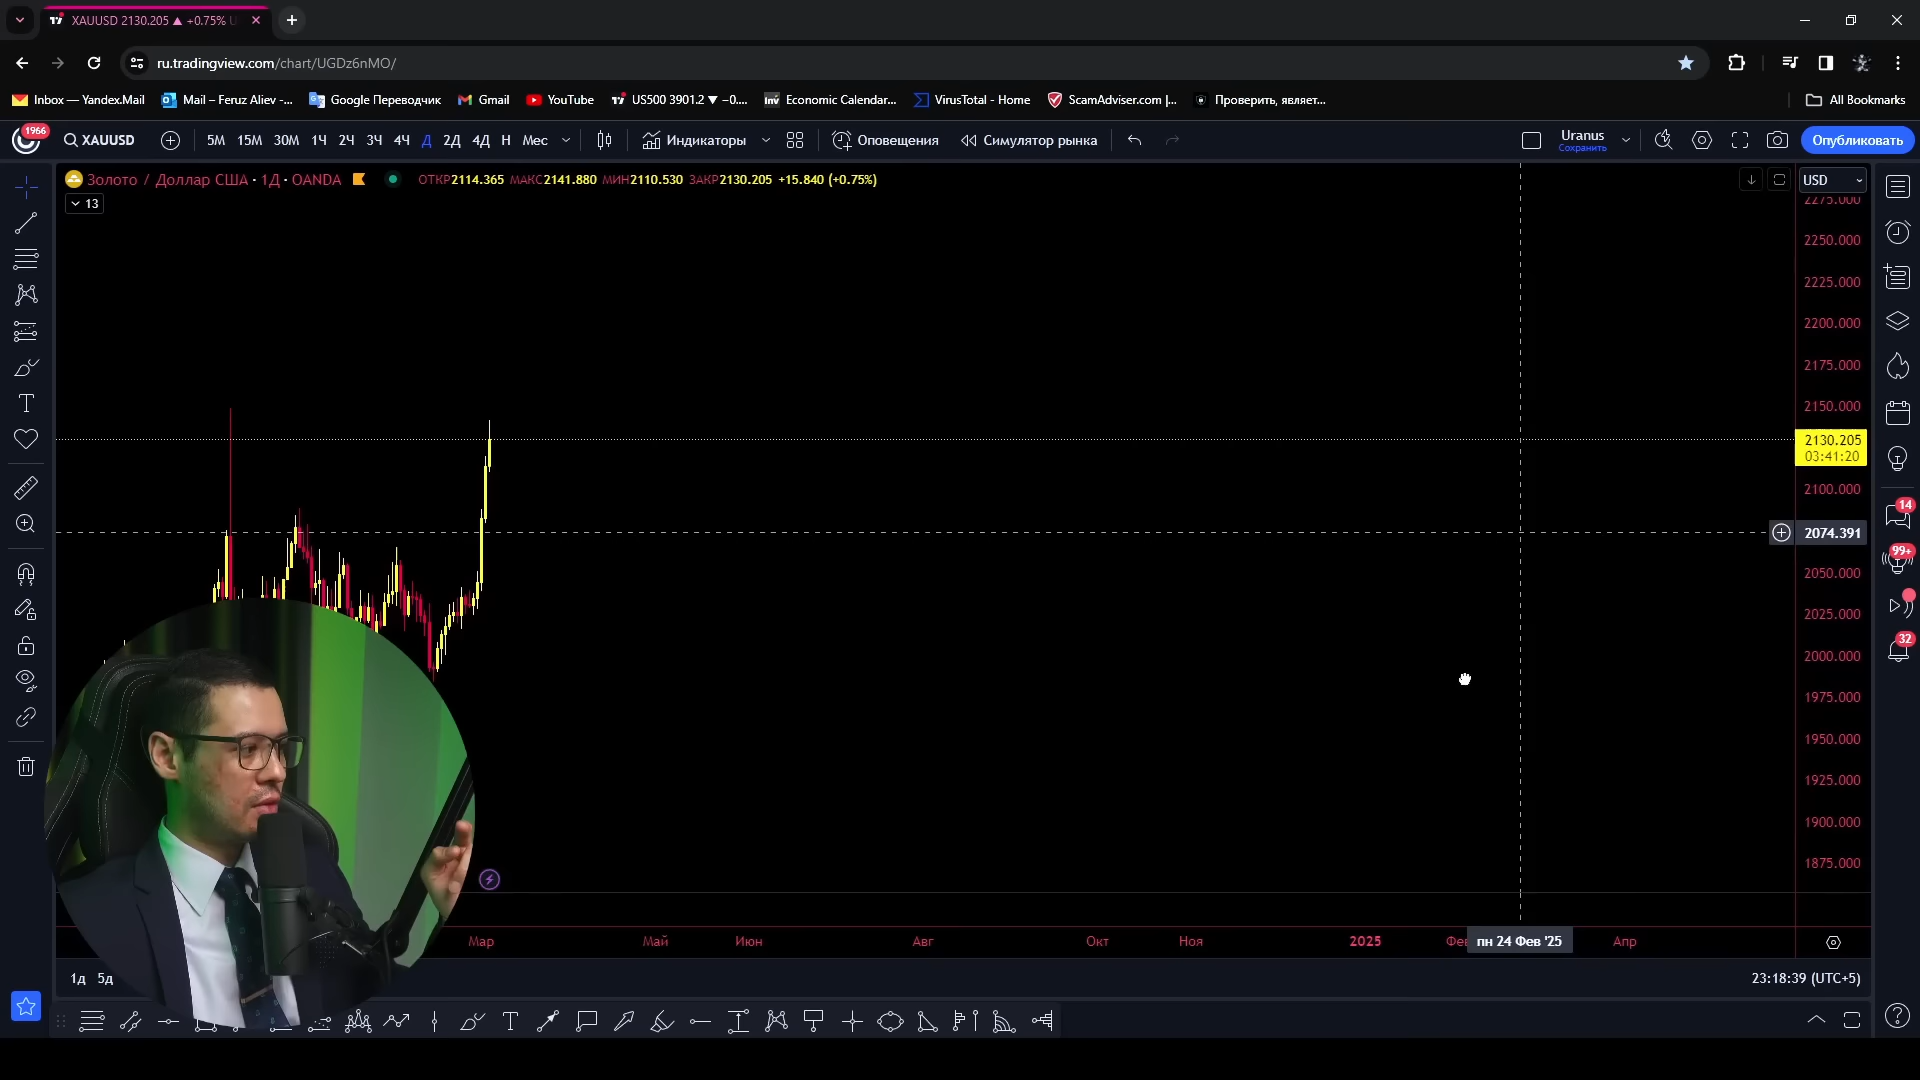 XAUUSD 2130.205 ▲ +0.75% U
ru.tradingview.com/chart/UGDz6nMO/
Inbox — Yandex.Mail
Mail – Feruz Aliev -...
Google Переводчик
Gmail
YouTube
US500 3901.2 ▼ −0....
Economic Calendar...
VirusTotal - Home
ScamAdviser.com |...
Проверить, являет...
All Bookmarks
1966
XAUUSD
5М 15М 30М 1Ч 2Ч 3Ч 4Ч Д 2Д 4Д Н Мес
Индикаторы
Оповещения
Симулятор рынка
Uranus
Сохранить
Опубликовать
Золото / Доллар США · 1Д · OANDA
ОТКР2114.365 МАКС2141.880 МИН2110.530 ЗАКР2130.205 +15.840 (+0.75%)
13
USD
2275.000
2250.000
2225.000
2200.000
2175.000
2150.000
2130.205
03:41:20
2100.000
2074.391
2050.000
2025.000
2000.000
1975.000
1950.000
1925.000
1900.000
1875.000
14
99+
32
Мар Май Июн Авг Окт Ноя 2025 Фев пн 24 Фев '25 Апр
1д 5д
23:18:39 (UTC+5)